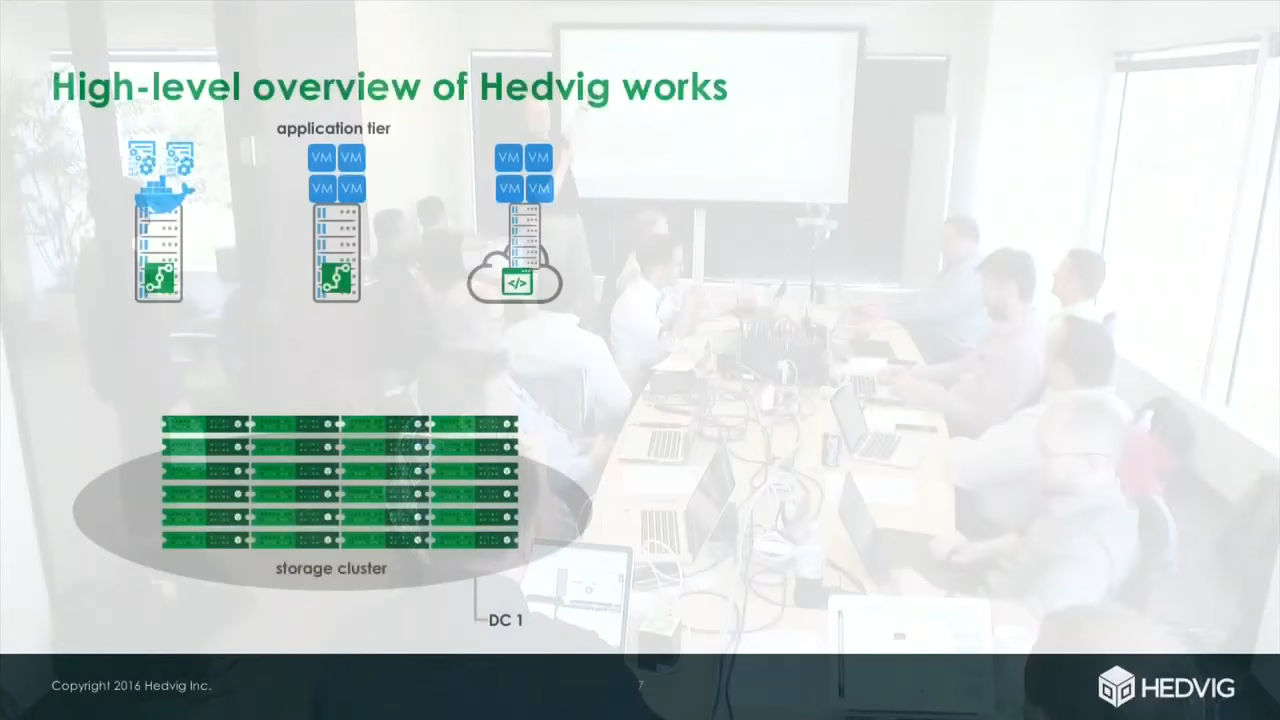 High-level overview of Hedvig works
application tier
VM VM VM VM
VM VM VM VM
</>
storage cluster
DC 1
Copyright 2016 Hedvig Inc.
7
HEDVIG